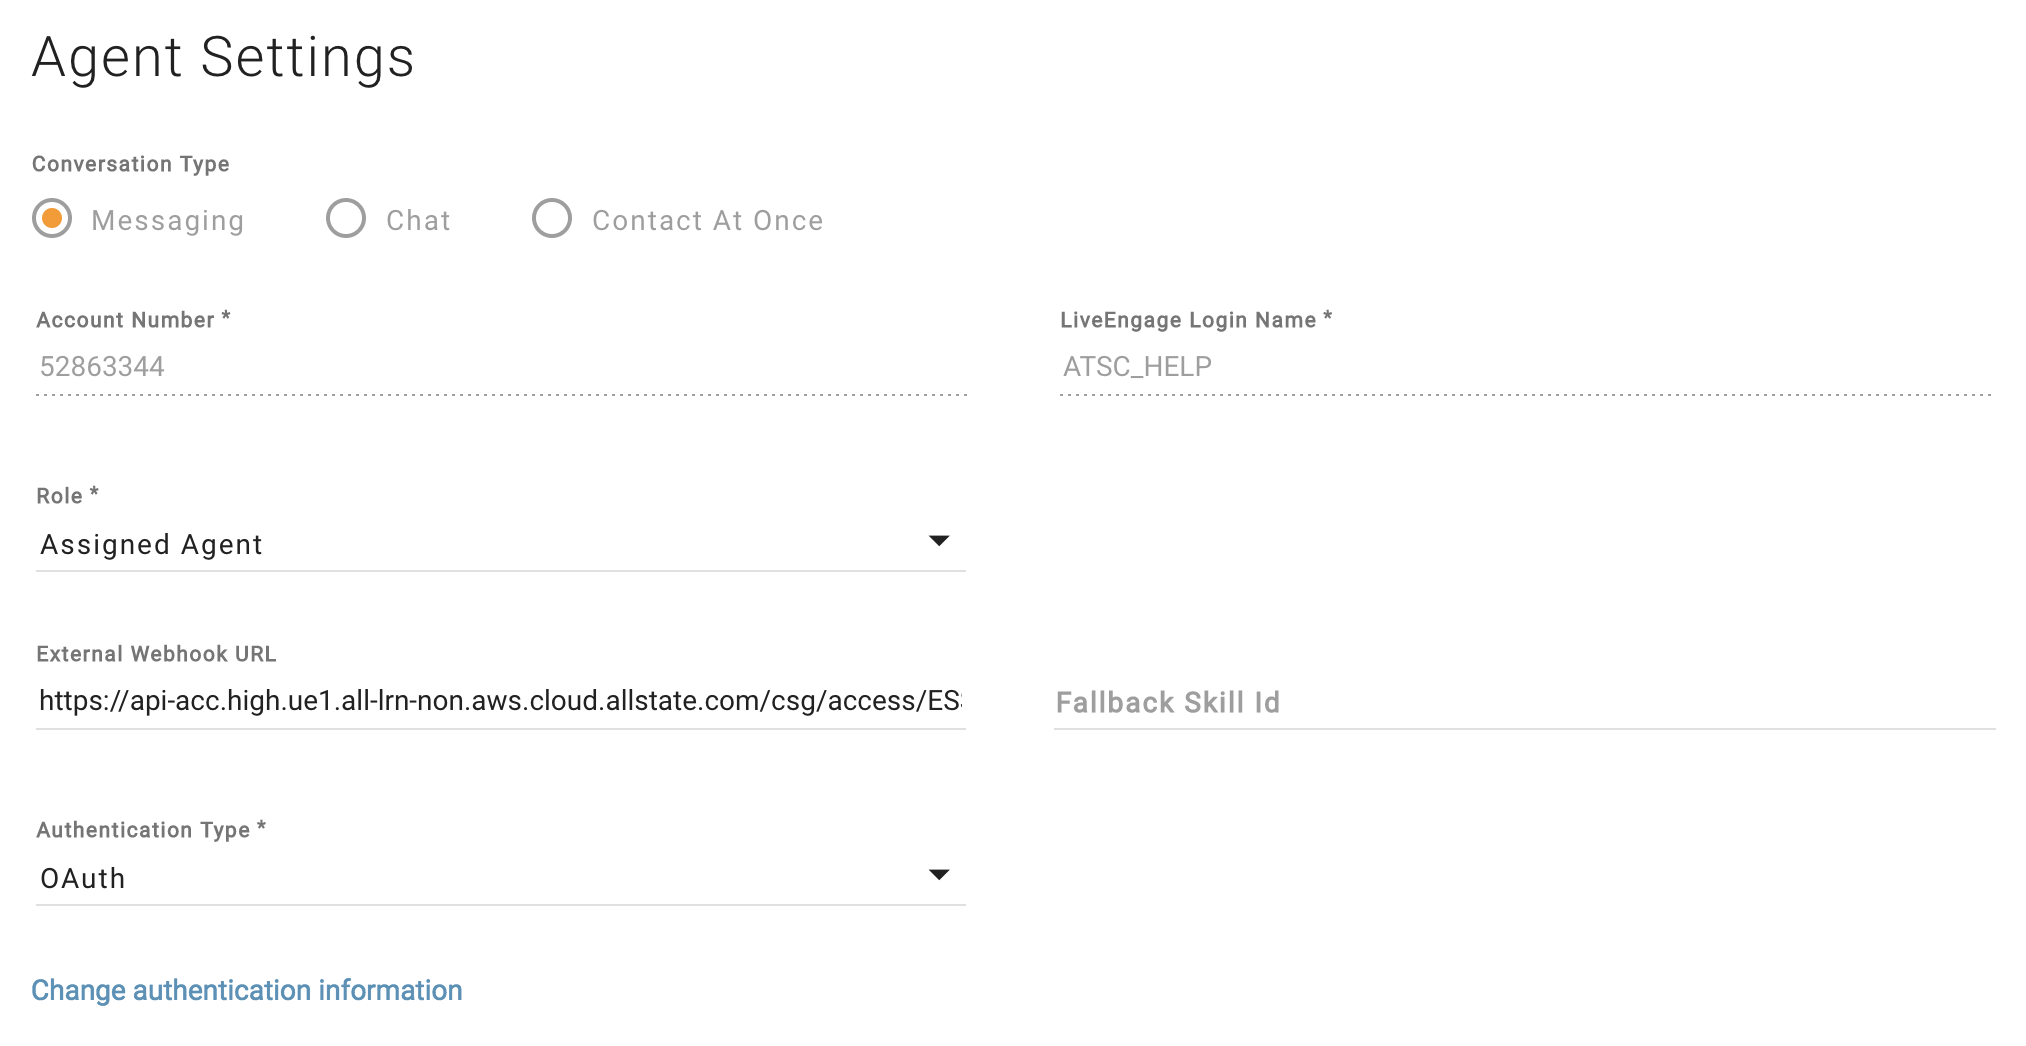 Agent Settings
Conversation Type
Messaging Chat Contact At Once
Account Number * LiveEngage Login Name *
52863344 ATSC_HELP
Role *
Assigned Agent
External Webhook URL
https://api-acc.high.ue1.all-lrn-non.aws.cloud.allstate.com/csg/access/ES Fallback Skill Id
Authentication Type *
OAuth
Change authentication information